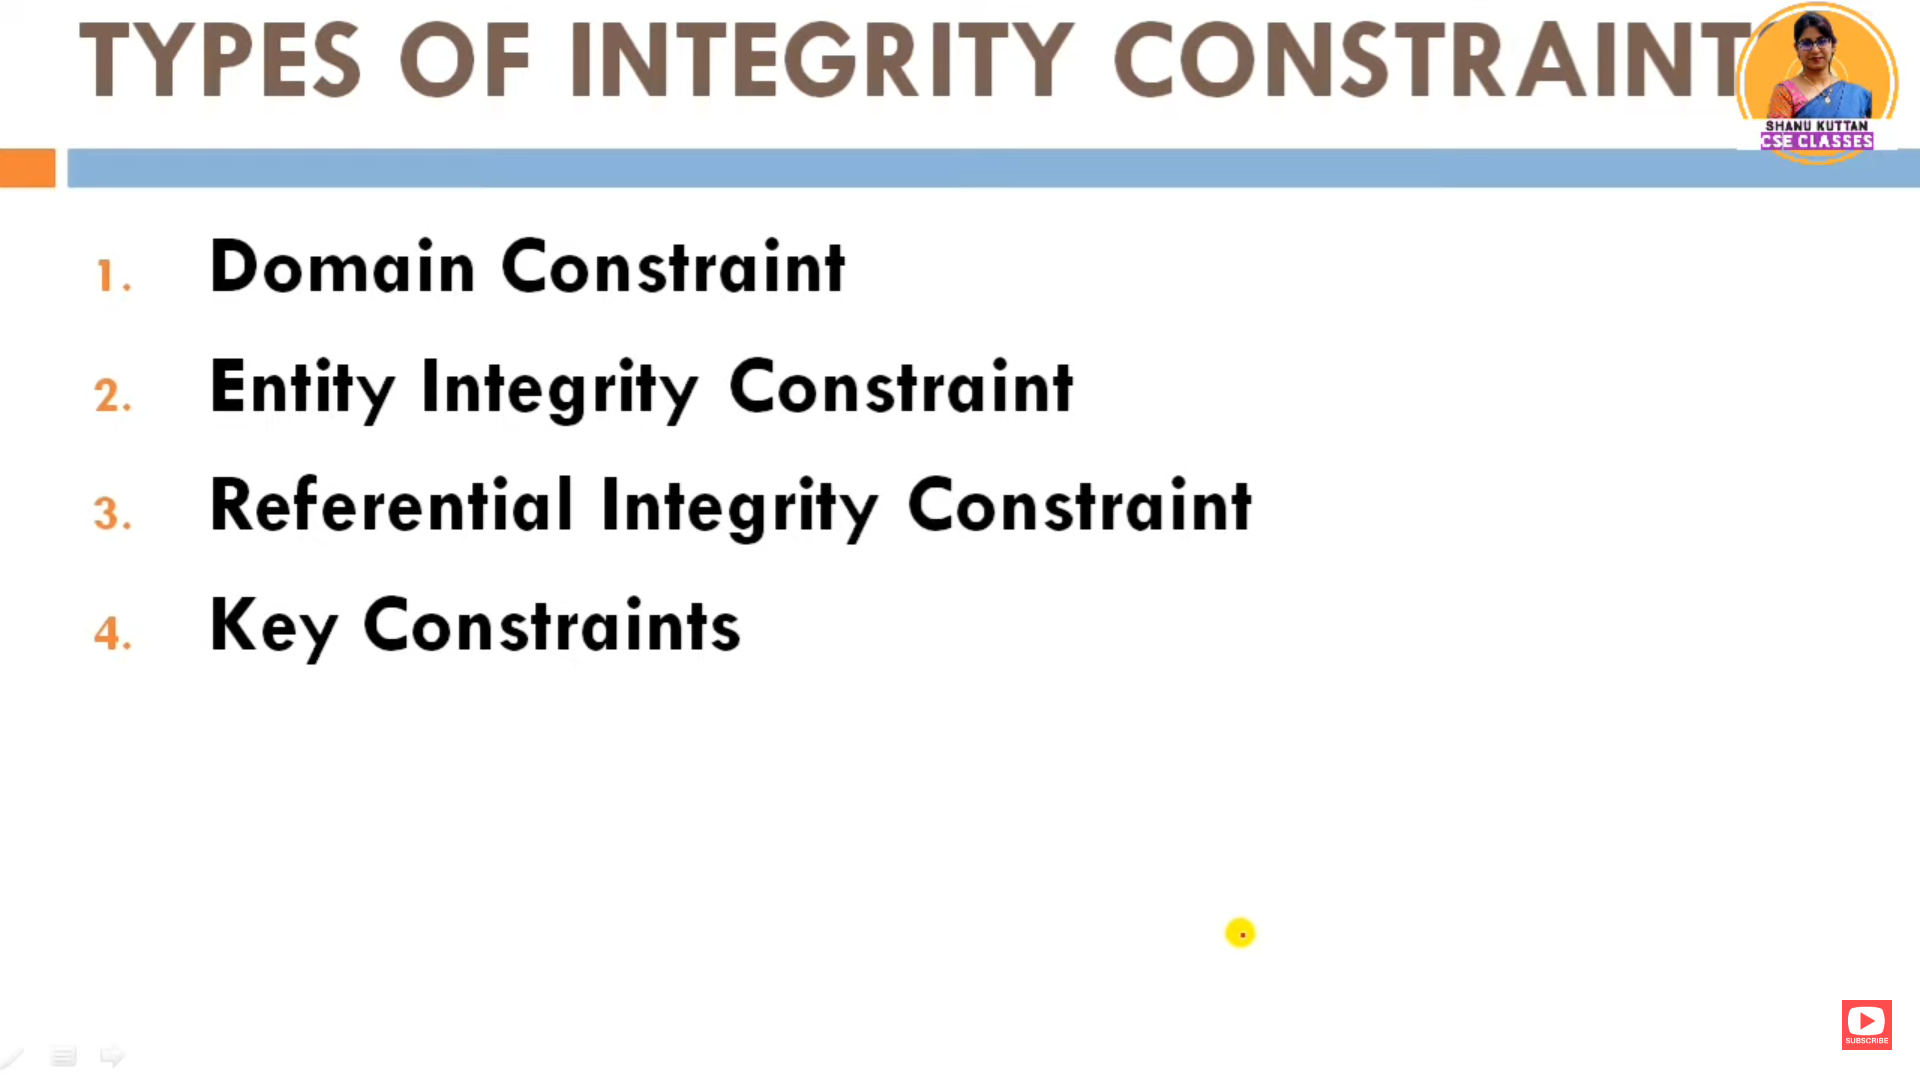 TYPES OF INTEGRITY CONSTRAINT
SHANU KUTTAN
CSE CLASSES
1. Domain Constraint
2. Entity Integrity Constraint
3. Referential Integrity Constraint
4. Key Constraints
SUBSCRIBE